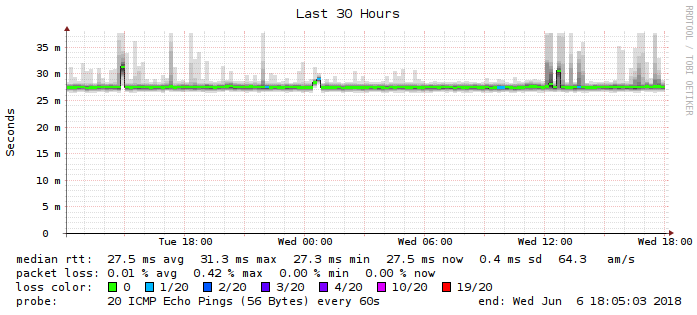 Last 30 Hours
RRDTOOL / TOBI OETIKER
Seconds
35 m
30 m
25 m
20 m
15 m
10 m
5 m
0
Tue 18:00 Wed 00:00 Wed 06:00 Wed 12:00 Wed 18:00
median rtt: 27.5 ms avg 31.3 ms max 27.3 ms min 27.5 ms now 0.4 ms sd 64.3 am/s
packet loss: 0.01 % avg 0.42 % max 0.00 % min 0.00 % now
loss color: 0 1/20 2/20 3/20 4/20 10/20 19/20
probe: 20 ICMP Echo Pings (56 Bytes) every 60s end: Wed Jun 6 18:05:03 2018